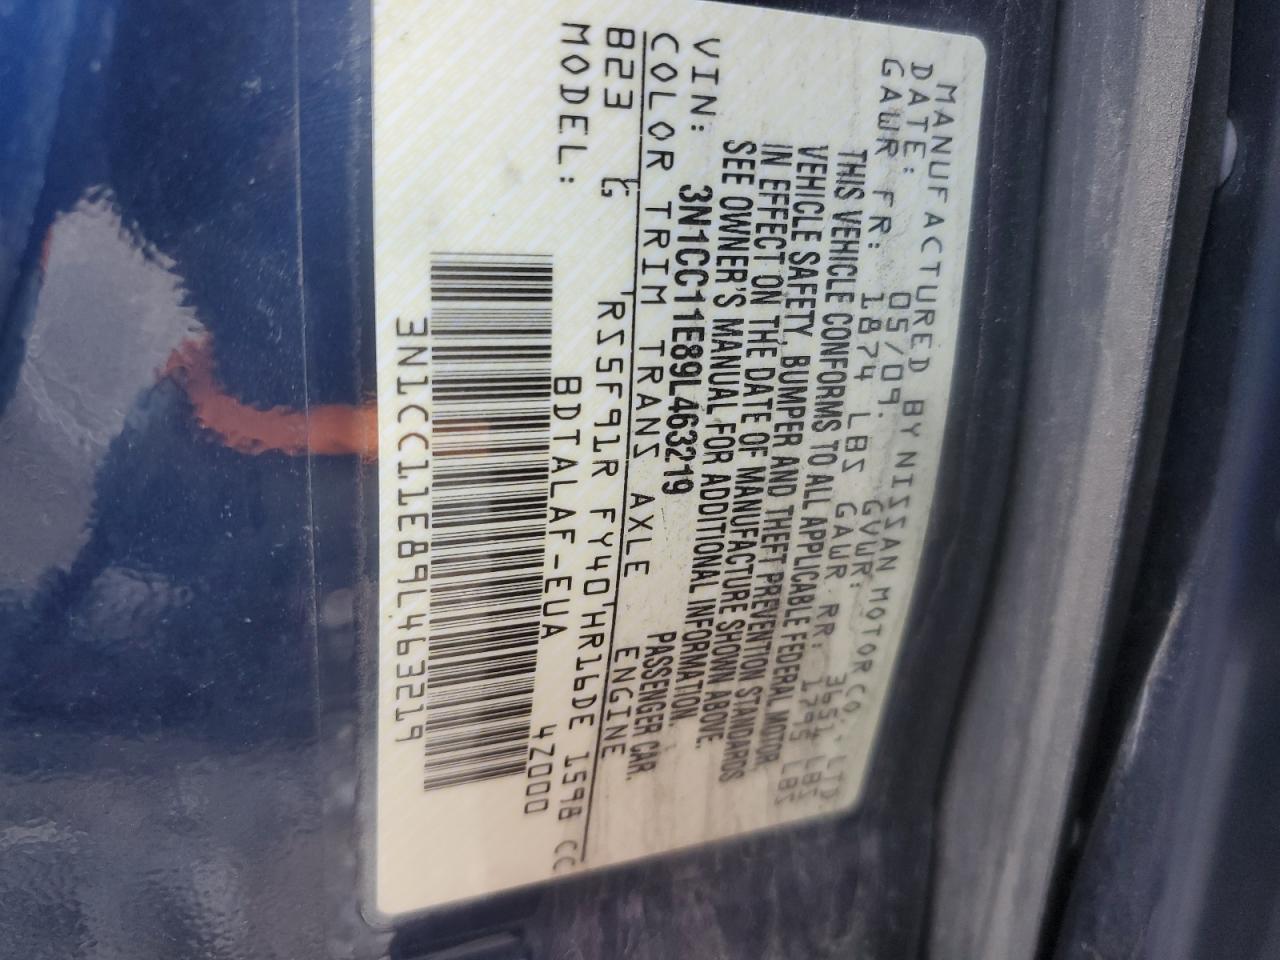 MANUFACTURED BY NISSAN MOTOR CO., LTD.
DATE: 05/09. GVWR: 3651 LBS
GAWR FR: 1874 LBS GAWR RR: 1795 LBS
THIS VEHICLE CONFORMS TO ALL APPLICABLE FEDERAL MOTOR
VEHICLE SAFETY, BUMPER AND THEFT PREVENTION STANDARDS
IN EFFECT ON THE DATE OF MANUFACTURE SHOWN ABOVE.
SEE OWNER'S MANUAL FOR ADDITIONAL INFORMATION.
VIN: 3N1CC11E89L463219 PASSENGER CAR.
COLOR TRIM TRANS AXLE ENGINE
B23 G RS5F91R FY40 HR16DE 1598 CC
MODEL: BDTALAF-EUA 4Z000
3N1CC11E89L463219